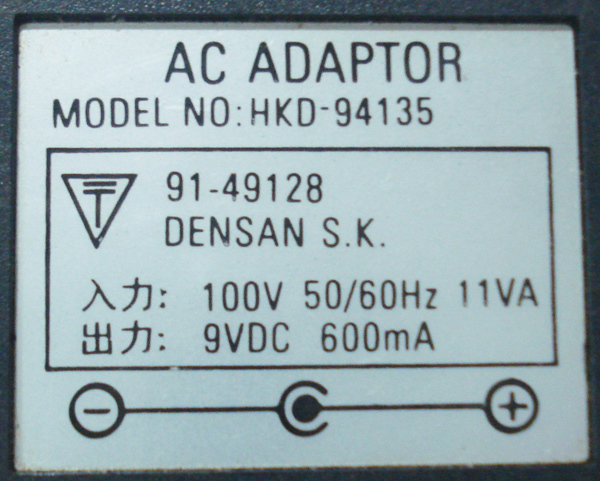 AC ADAPTOR
MODEL NO:HKD-94135
91-49128
DENSAN S.K.
入力: 100V 50/60Hz 11VA
出力: 9VDC 600mA